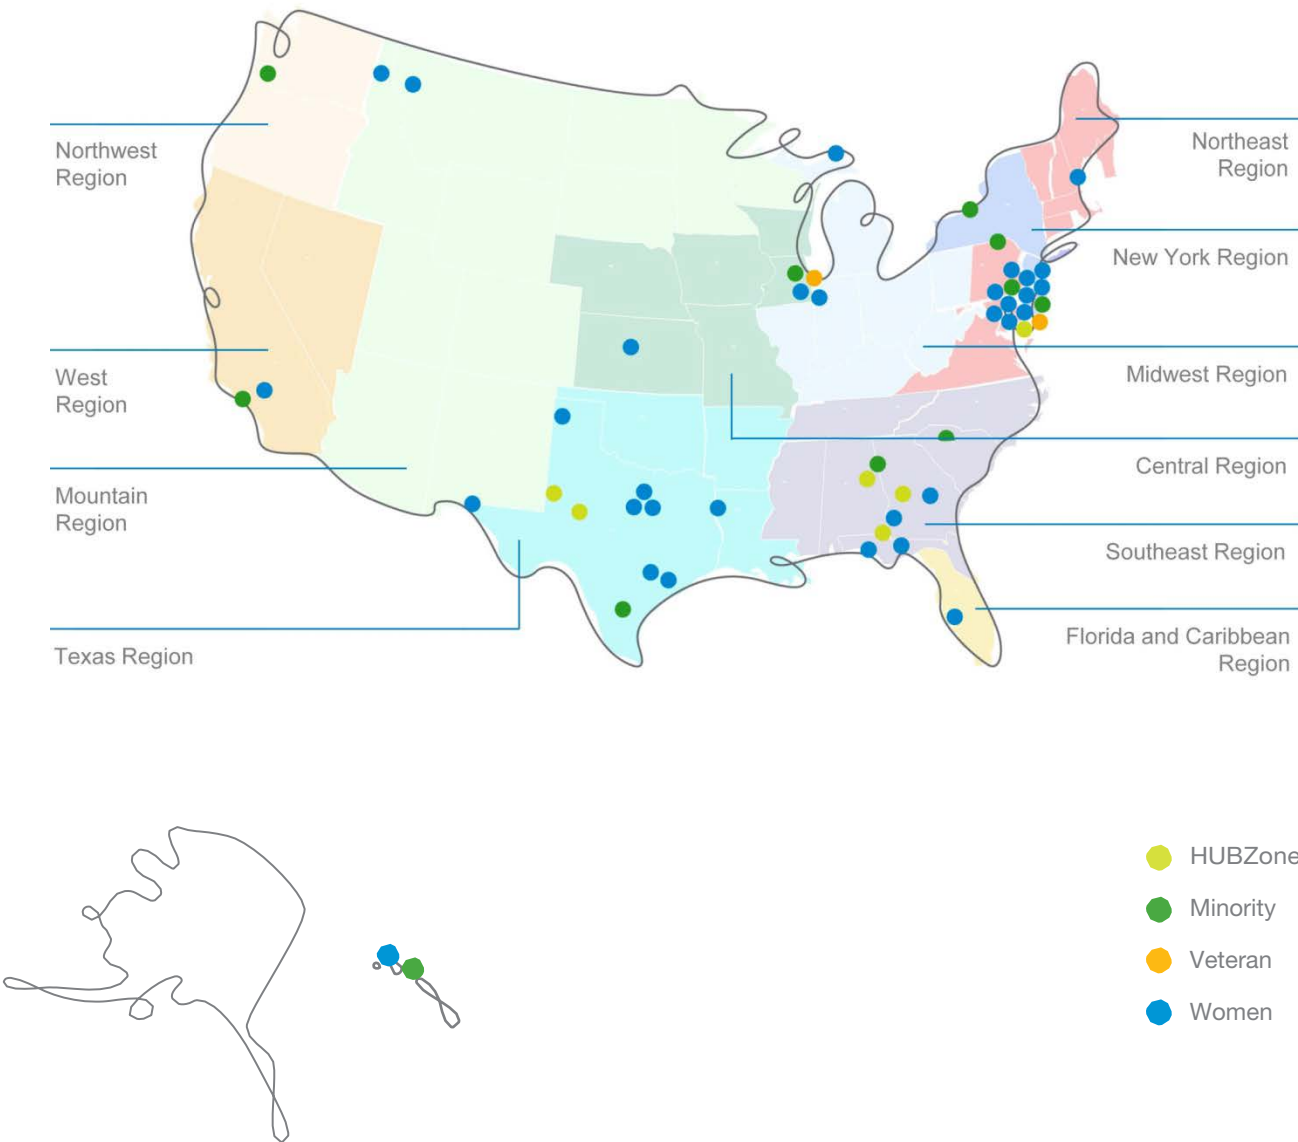 Northwest
Region
West
Region
Mountain
Region
Texas Region
Northeast
Region
New York Region
Midwest Region
Central Region
Southeast Region
Florida and Caribbean
Region
HUBZone
Minority
Veteran
Women